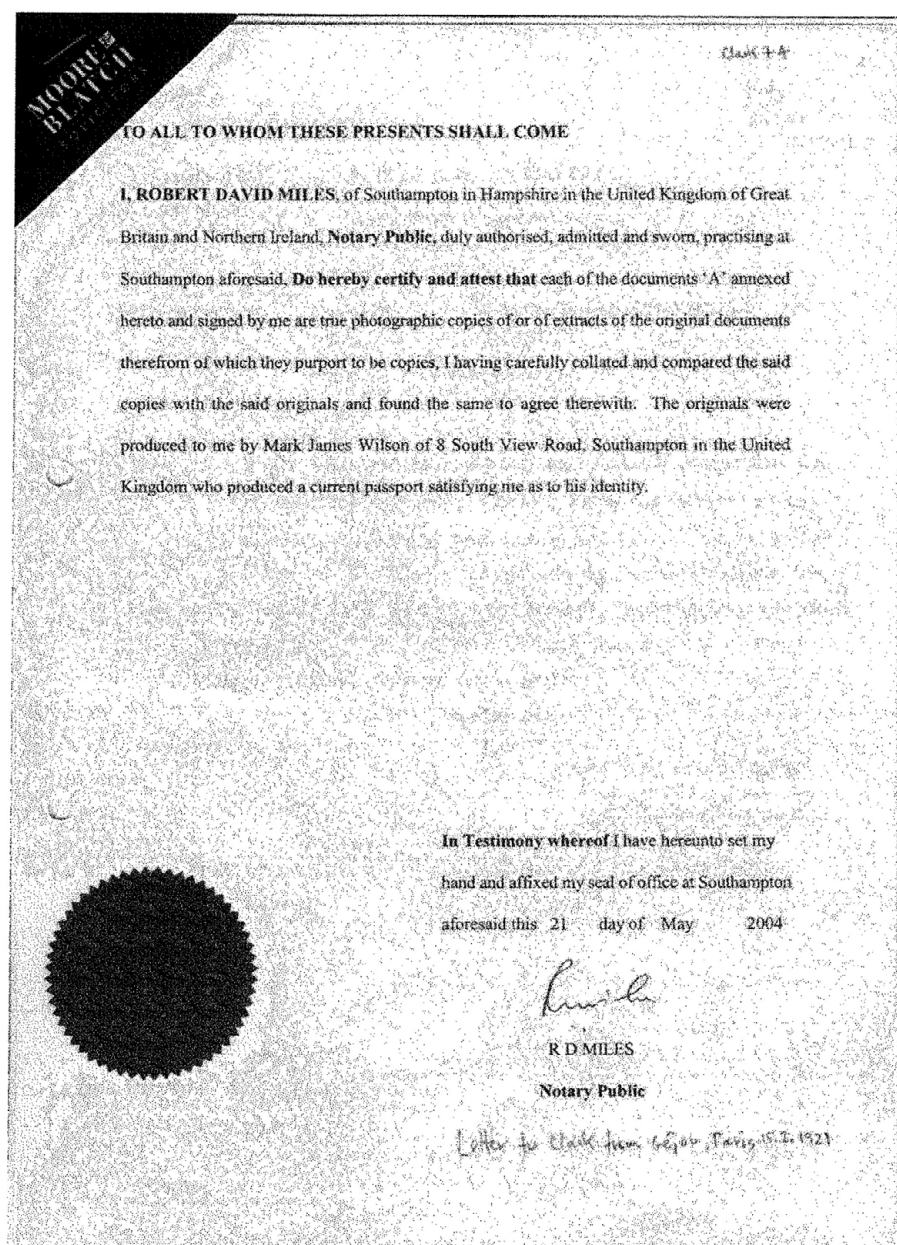 MOORE
BLATCH
SOLICITORS
TO ALL TO WHOM THESE PRESENTS SHALL COME
I, ROBERT DAVID MILES, of Southampton in Hampshire in the United Kingdom of Great
Britain and Northern Ireland, Notary Public, duly authorised, admitted and sworn, practising at
Southampton aforesaid, Do hereby certify and attest that each of the documents 'A' annexed
hereto and signed by me are true photographic copies of or of extracts of the original documents
therefrom of which they purport to be copies, I having carefully collated and compared the said
copies with the said originals and found the same to agree therewith. The originals were
produced to me by Mark James Wilson of 8 South View Road, Southampton in the United
Kingdom who produced a current passport satisfying me as to his identity.
In Testimony whereof I have hereunto set my
hand and affixed my seal of office at Southampton
aforesaid this 21 day of May 2004
R D MILES
Notary Public
Letter to Clark from Paris 1921